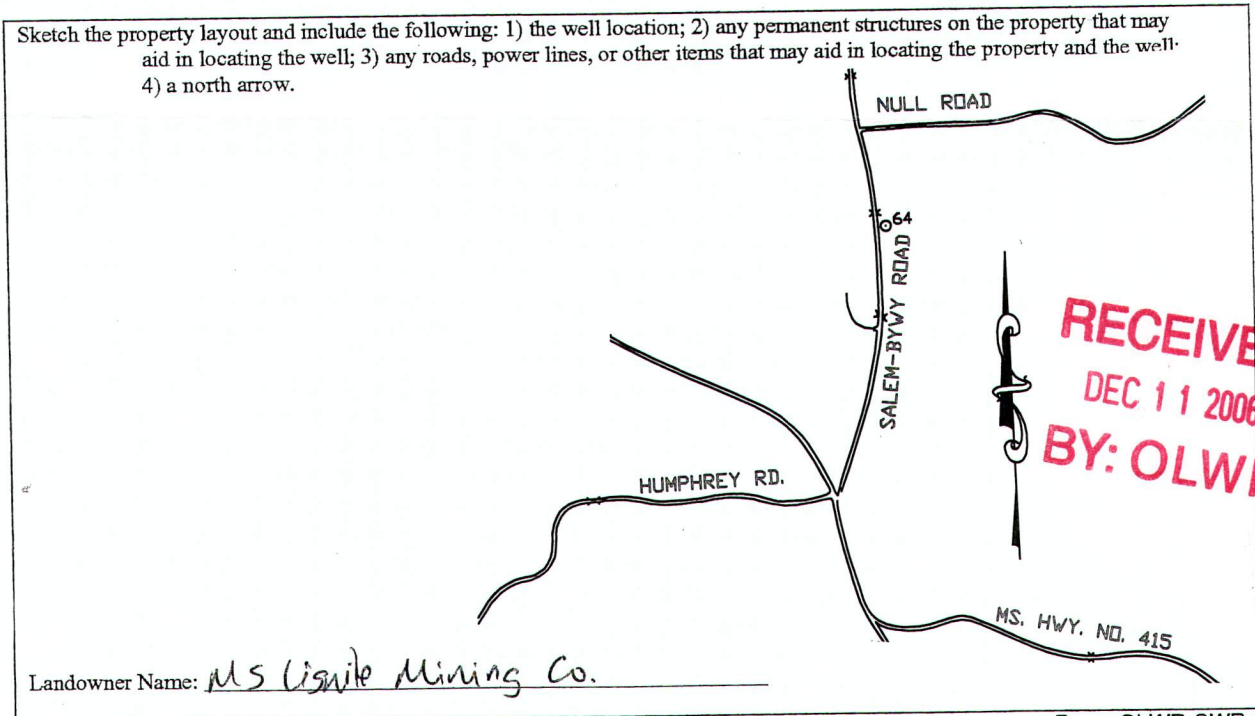 Sketch the property layout and include the following: 1) the well location; 2) any permanent structures on the property that may
aid in locating the well; 3) any roads, power lines, or other items that may aid in locating the property and the well.
4) a north arrow.
NULL ROAD
64
SALEM-BYWY ROAD
RECEIVE
DEC 11 2006
BY: OLW
HUMPHREY RD.
MS. HWY. NO. 415
Landowner Name: MS Lignite Mining Co.